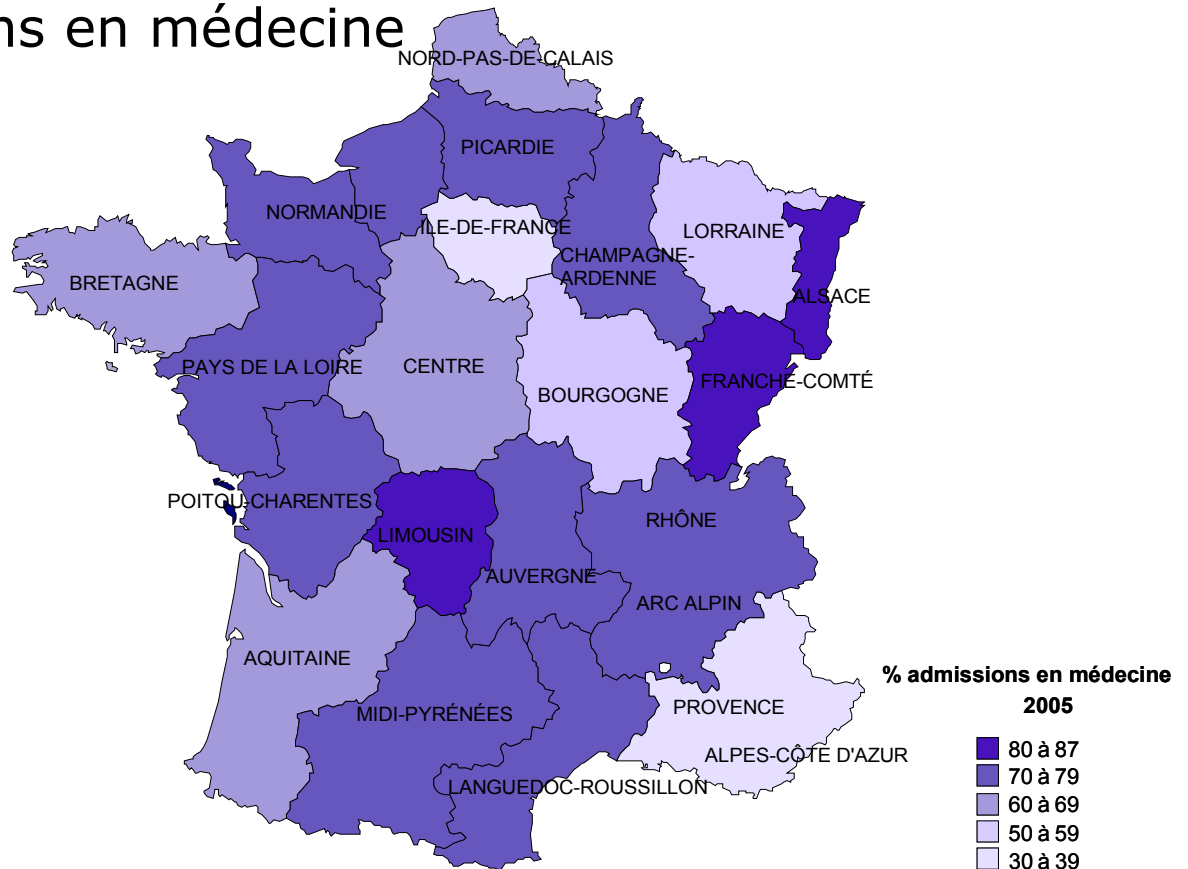 ns en médecine
NORD-PAS-DE-CALAIS
PICARDIE
NORMANDIE
ILE-DE-FRANCE
LORRAINE
CHAMPAGNE-
ARDENNE
BRETAGNE
ALSACE
PAYS DE LA LOIRE
CENTRE
FRANCHE-COMTÉ
BOURGOGNE
POITOU-CHARENTES
RHÔNE
LIMOUSIN
AUVERGNE
ARC ALPIN
AQUITAINE
MIDI-PYRÉNÉES
PROVENCE
ALPES-CÔTE D'AZUR
LANGUEDOC-ROUSSILLON
% admissions en médecine
2005
80 à 87
70 à 79
60 à 69
50 à 59
30 à 39